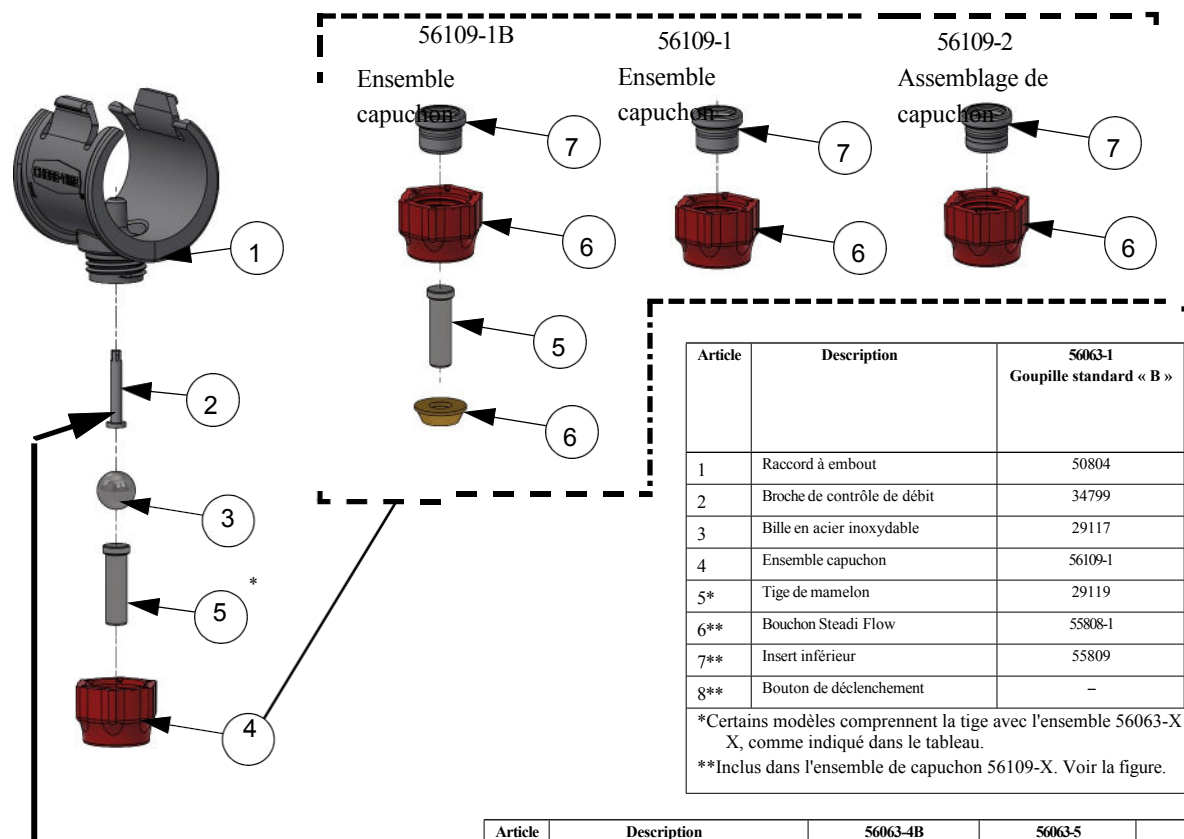 56109-1B
56109-1
56109-2
Ensemble
capuchon
Ensemble
capuchon
Assemblage de
capuchon
7
7
7
6
6
6
5
6
1
2
3
5
*
4
Article Description 56063-1
Goupille standard « B »
1 Raccord à embout 50804
2 Broche de contrôle de débit 34799
3 Bille en acier inoxydable 29117
4 Ensemble capuchon 56109-1
5* Tige de mamelon 29119
6** Bouchon Steadi Flow 55808-1
7** Insert inférieur 55809
8** Bouton de déclenchement –
*Certains modèles comprennent la tige avec l'ensemble 56063-X
X, comme indiqué dans le tableau.
**Inclus dans l'ensemble de capuchon 56109-X. Voir la figure.
Article Description 56063-4B 56063-5